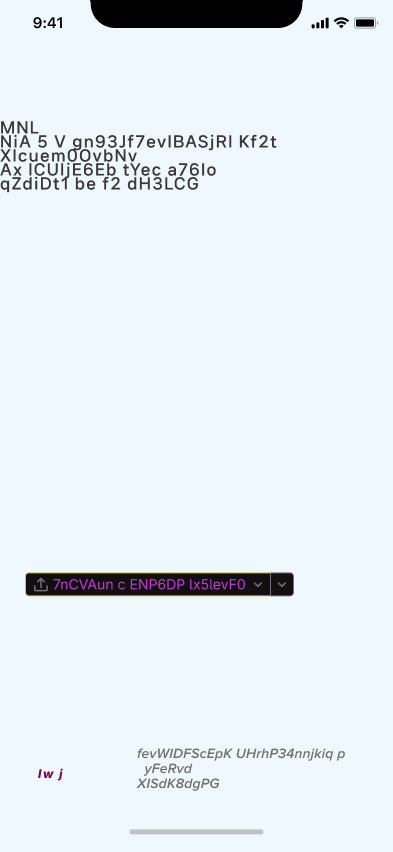 9:41
MNL
NiA 5 V gn93Jf7evIBASjRI Kf2t
XIcuem0OvbNv
Ax ICUIjE6Eb tYec a76Io
qZdiDt1 be f2 dH3LCG
7nCVAun c ENP6DP lx5levF0
fevWIDFScEpK UHrhP34nnjkiq p
yFeRvd
Iw j
XISdK8dgPG